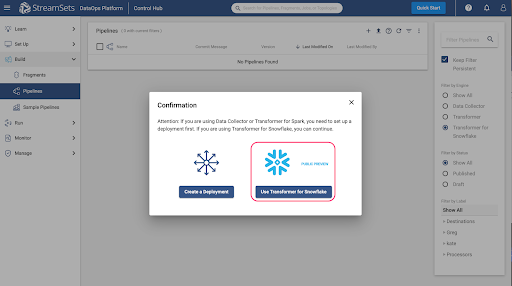 StreamSets DataOps Platform Control Hub
Quick Start
Learn
Set Up
Build
Fragments
Pipelines
Sample Pipelines
Run
Monitor
Manage
Pipelines
Name
Commit Message
Version
Last Modified On
Last Modified By
No Pipelines Found
Confirmation
Attention: If you are using Data Collector or Transformer for Spark, you need to set up a
deployment first. If you are using Transformer for Snowflake, you can continue.
PUBLIC PREVIEW
Create a Deployment
Use Transformer for Snowflake
Filter Pipelines
Keep Filter
Persistent
Filter by Engine
Show All
Data Collector
Transformer
Transformer for
Snowflake
Filter by Status
Show All
Published
Draft
Filter by Label
Show All
Destinations
Greg
kate
Processors